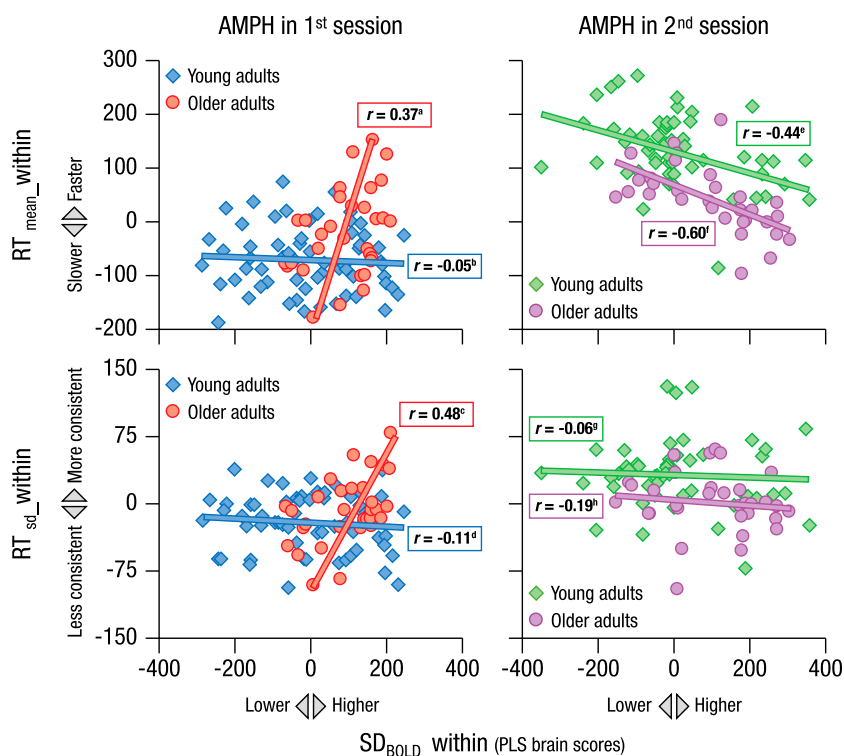 AMPH in 1st session
AMPH in 2nd session
300
200
100
0
-100
-200
RTmean_within
Slower Faster
Young adults
Older adults
r = 0.37a
r = -0.05b
r = -0.44e
r = -0.60f
Young adults
Older adults
150
75
0
-75
-150
RTsd_within
Less consistent More consistent
Young adults
Older adults
r = 0.48c
r = -0.11d
r = -0.06g
r = -0.19h
Young adults
Older adults
-400 -200 0 200 400
-400 -200 0 200 400
Lower Higher
Lower Higher
SDBOLD within (PLS brain scores)